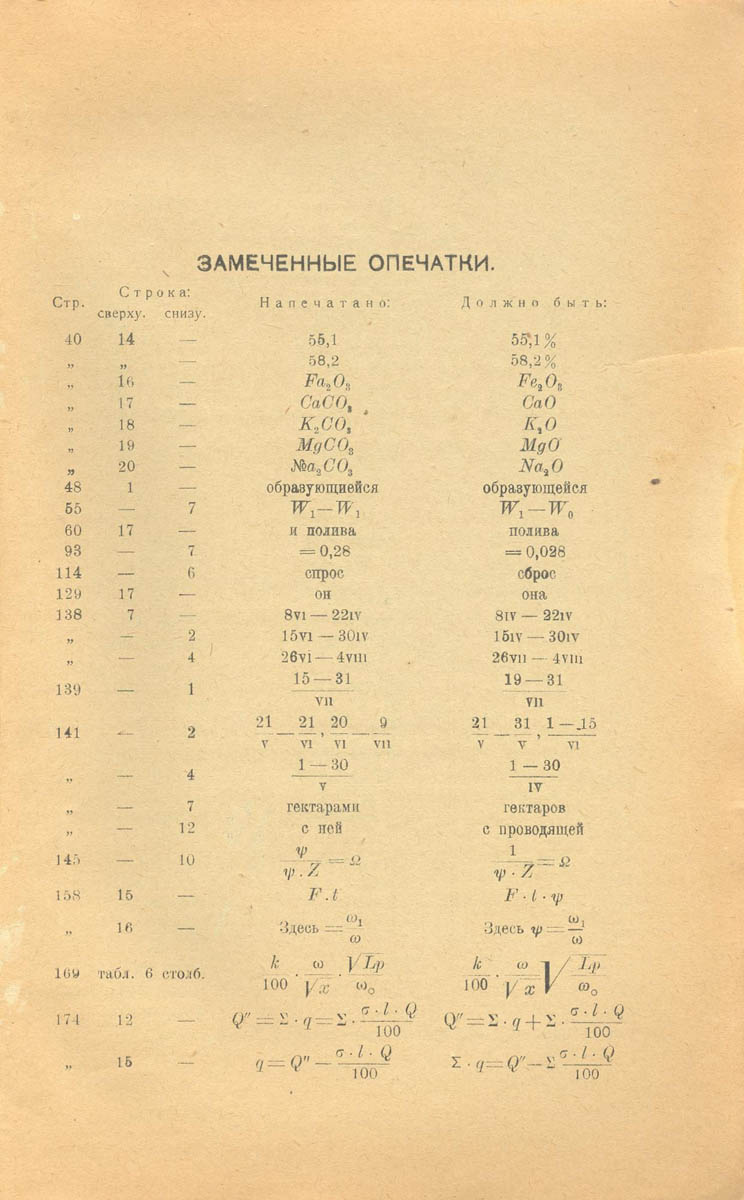 ЗАМЕЧЕННЫЕ ОПЕЧАТКИ.
Стр. Строка: Напечатано: Должно быть:
сверху. снизу.
40 14 — 55,1 55,1%
„ „ — 58,2 58,2%
„ 16 — Fa₂O₃ Fe₂O₃
„ 17 — CaCO₃ CaO
„ 18 — K₂CO₃ K₂O
„ 19 — MgCO₃ MgO
„ 20 — №a₂CO₃ Na₂O
48 1 — образующиейся образующейся
55 — 7 W₁—W₁ W₁—W₀
60 17 — и полива полива
93 — 7 =0,28 =0,028
114 — 6 спрос сброс
129 17 — он она
138 7 — 8VI — 22IV 8IV — 22IV
„ — 2 15VI — 30IV 15IV — 30IV
„ — 4 26VI — 4VIII 26VII — 4VIII
139 — 1 15—31/VII 19—31/VII
141 — 2 21/V — 21/VI, 20/VI — 9/VII 21/V — 31/V, 1—15/VI
„ — 4 1—30/V 1—30/IV
„ — 7 гектарами гектаров
„ — 12 с ней с проводящей
145 — 10 ψ/ψ.Z = Ω 1/ψ·Z = Ω
158 15 — F.t F·t·ψ
„ 16 — Здесь = ω₁/ω Здесь ψ = ω₁/ω
169 табл. 6 столб. k/100 · ω/√x · √Lp/ω₀ k/100 · ω/√x √Lp/ω₀
174 12 — Q″=Σ·q=Σ· σ·l·Q/100 Q″=Σ·q+Σ· σ·l·Q/100
„ 15 — q=Q″— σ·l·Q/100 Σ·q=Q″—Σ σ·l·Q/100